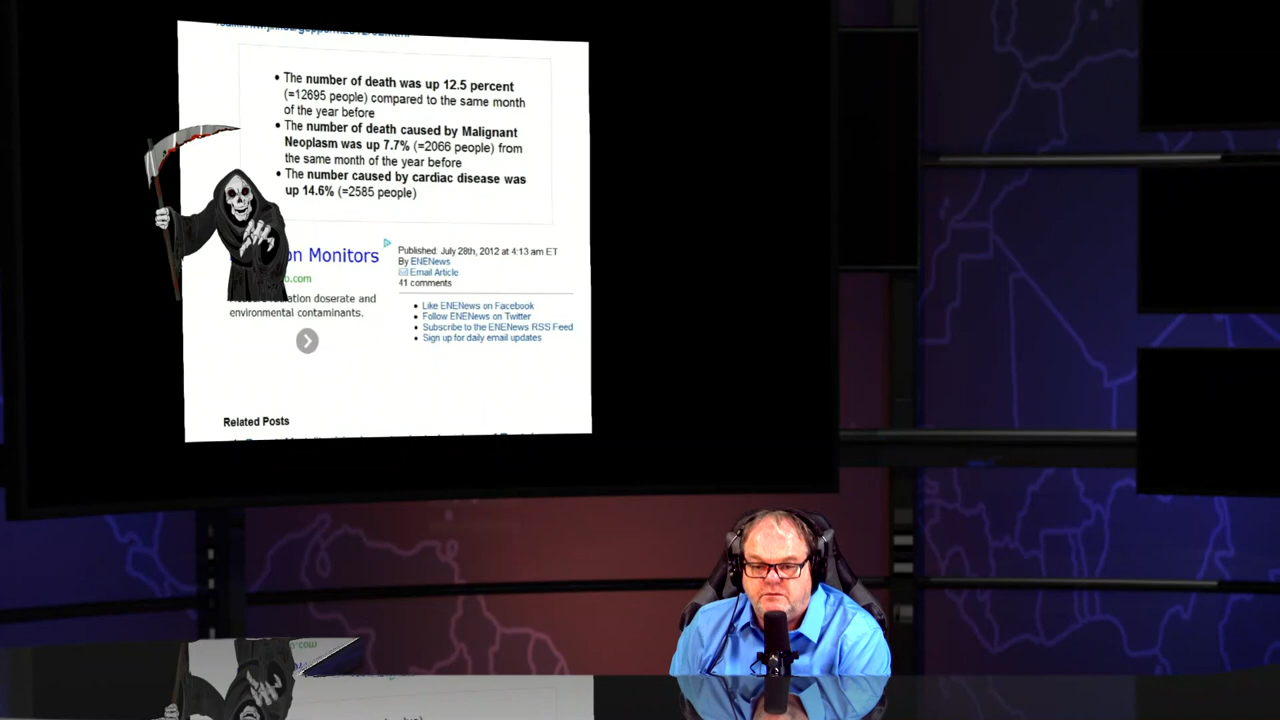 The number of death was up 12.5 percent
(=12695 people) compared to the same month
of the year before
The number of death caused by Malignant
Neoplasm was up 7.7% (=2066 people) from
the same month of the year before
The number caused by cardiac disease was
up 14.6% (=2585 people)
on Monitors
.com
ation doserate and
environmental contaminants.
Published: July 28th, 2012 at 4:13 am ET
By ENENews
Email Article
41 comments
Like ENENews on Facebook
Follow ENENews on Twitter
Subscribe to the ENENews RSS Feed
Sign up for daily email updates
Related Posts